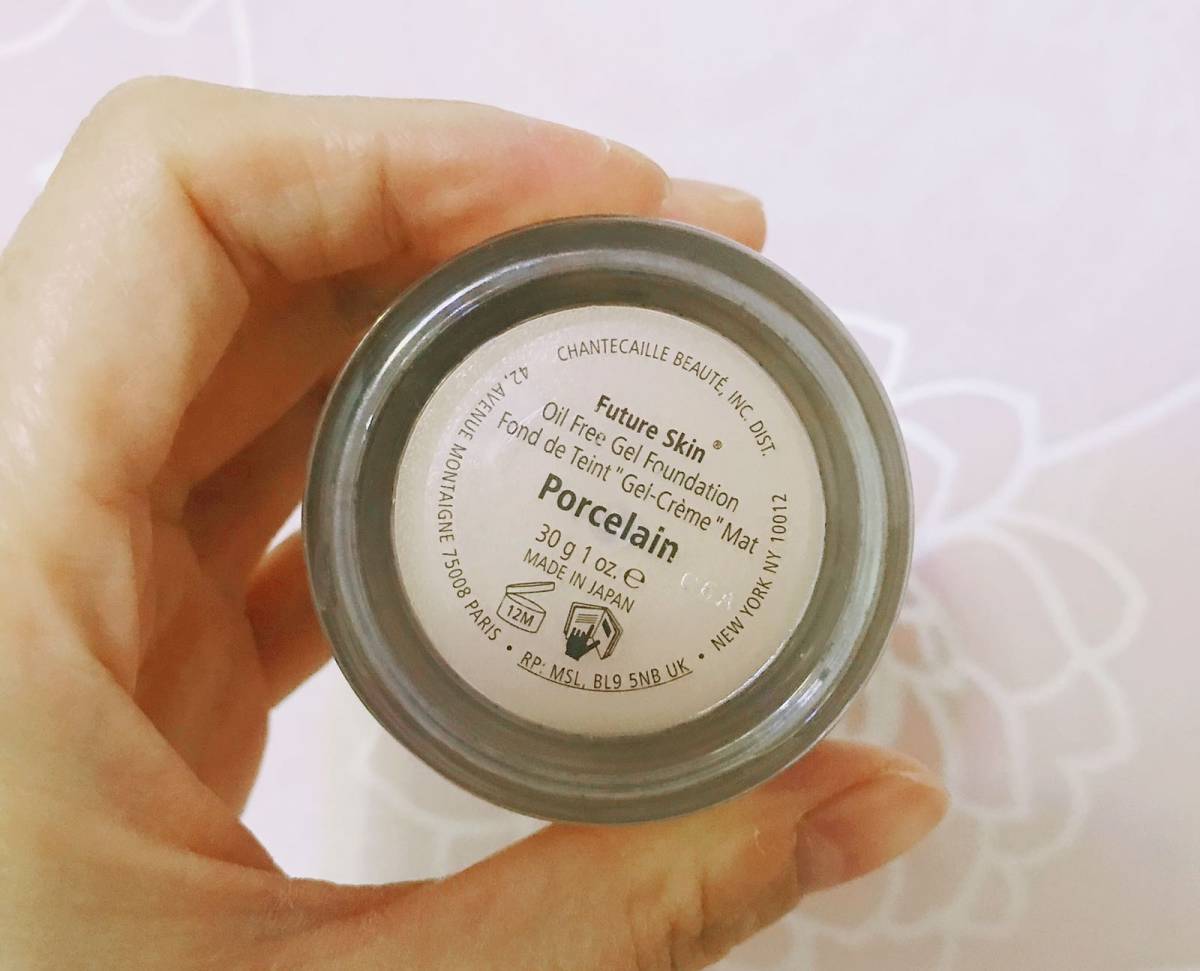 CHANTECAILLE BEAUTÉ, INC. DIST.
Future Skin ®
Oil Free Gel Foundation
Fond de Teint "Gel-Crème "Mat
Porcelain
30 g 1 oz. e
MADE IN JAPAN
C6A
12M
NEW YORK NY 10012
• RP: MSL, BL9 5NB UK •
42, AVENUE MONTAIGNE 75008 PARIS